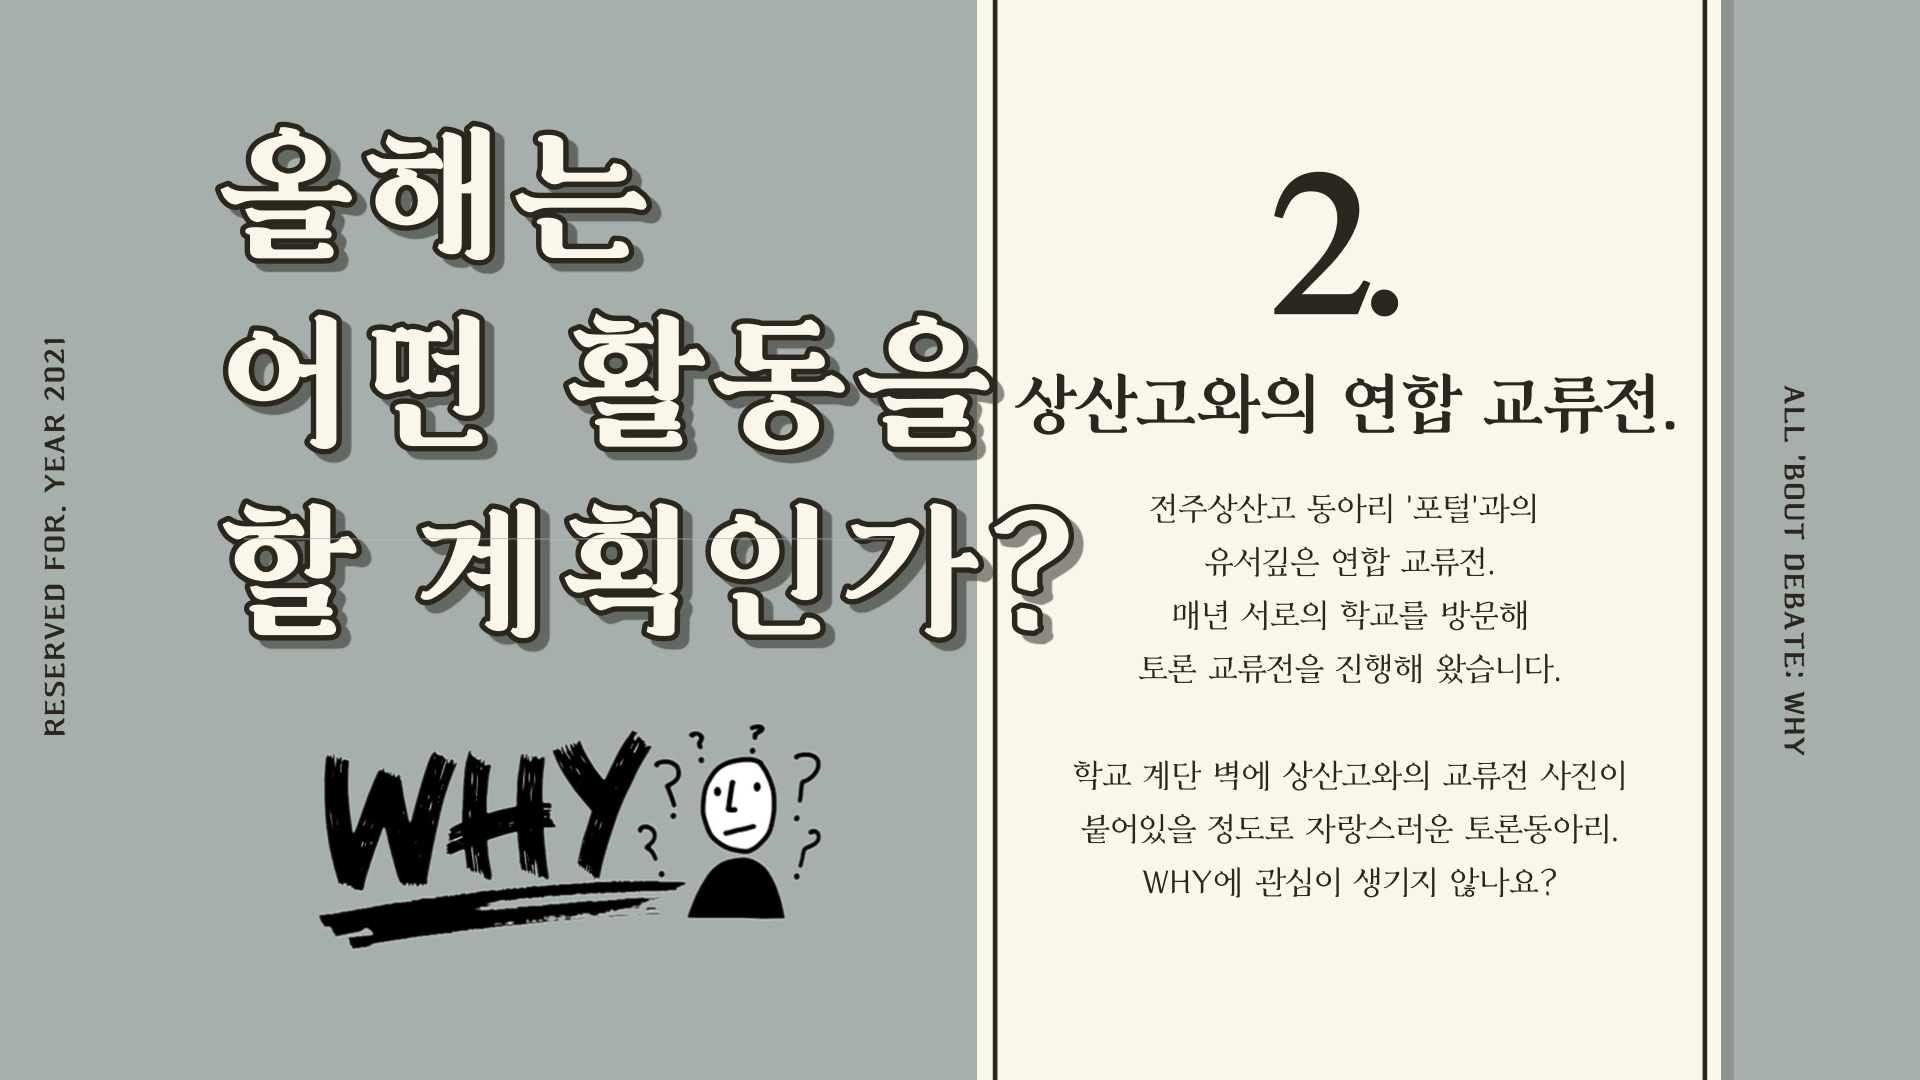 RESERVED FOR. YEAR 2021
올해는
어떤 활동을
할 계획인가?
WHY
? ? ? ? ? ?
2.
상산고와의 연합 교류전.
전주상산고 동아리 '포털'과의
유서깊은 연합 교류전.
매년 서로의 학교를 방문해
토론 교류전을 진행해 왔습니다.
학교 계단 벽에 상산고와의 교류전 사진이
붙어있을 정도로 자랑스러운 토론동아리.
WHY에 관심이 생기지 않나요?
ALL 'BOUT DEBATE: WHY